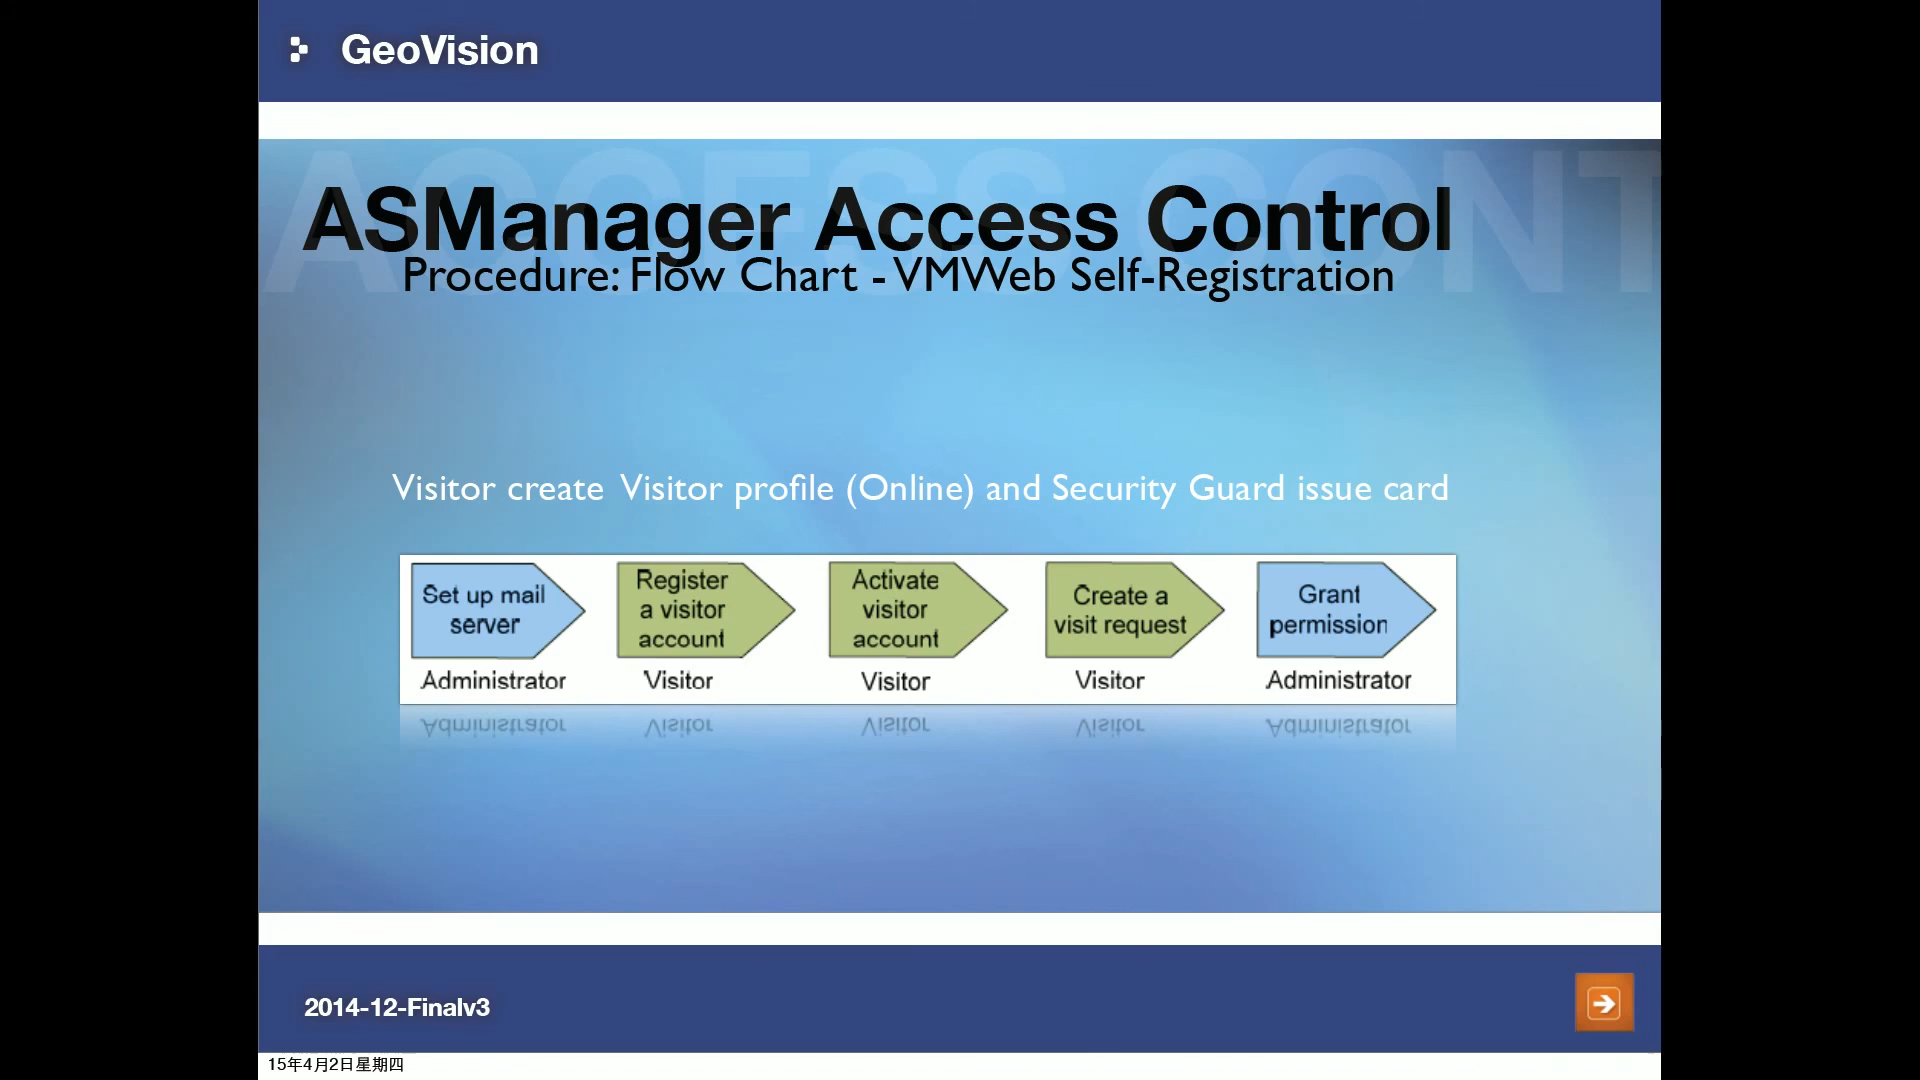 GeoVision
ACCESS CONT
ASManager Access Control
Procedure: Flow Chart - VMWeb Self-Registration
Visitor create Visitor profile (Online) and Security Guard issue card
Set up mail
server
Administrator
Register
a visitor
account
Visitor
Activate
visitor
account
Visitor
Create a
visit request
Visitor
Grant
permission
Administrator
2014-12-Finalv3
15年4月2日星期四